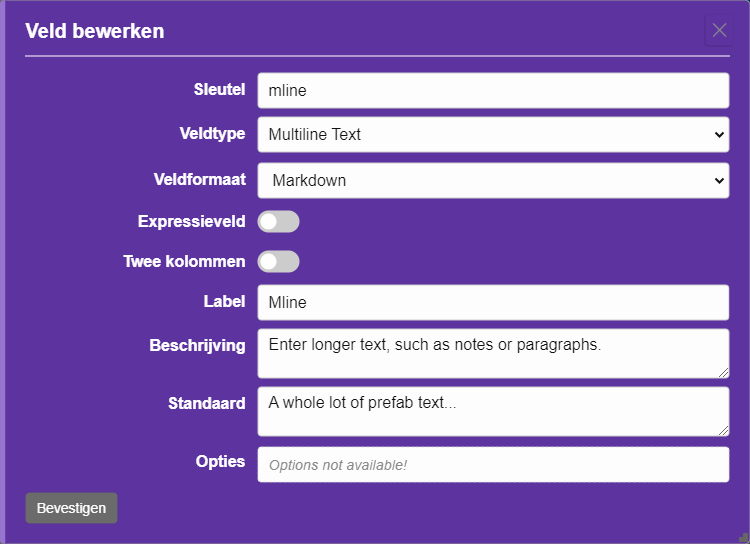 Veld bewerken
Sleutel mline
Veldtype Multiline Text
Veldformaat Markdown
Expressieveld
Twee kolommen
Label Mline
Beschrijving Enter longer text, such as notes or paragraphs.
Standaard A whole lot of prefab text...
Opties Options not available!
Bevestigen